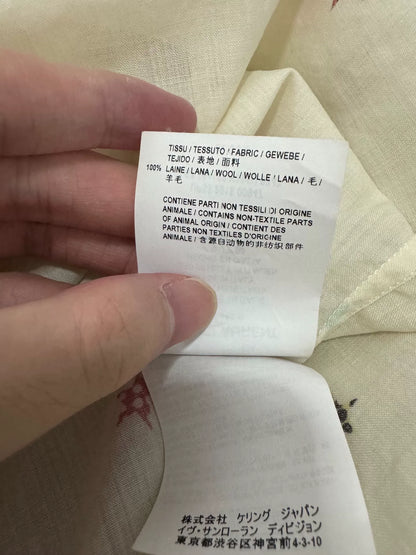 TISSU / TESSUTO / FABRIC / GEWEBE /
TEJIDO / 表地 / 面料
100% LAINE / LANA / WOOL / WOLLE / LANA / 毛 /
羊毛
CONTIENE PARTI NON TESSILI DI ORIGINE
ANIMALE / CONTAINS NON-TEXTILE PARTS
OF ANIMAL ORIGIN / CONTIENT DES
PARTIES NON TEXTILES D'ORIGINE
ANIMALE / 含源自动物的非纺织部件
株式会社 ケリング ジャパン
イヴ・サンローラン ディビジョン
東京都渋谷区神宮前4-3-10